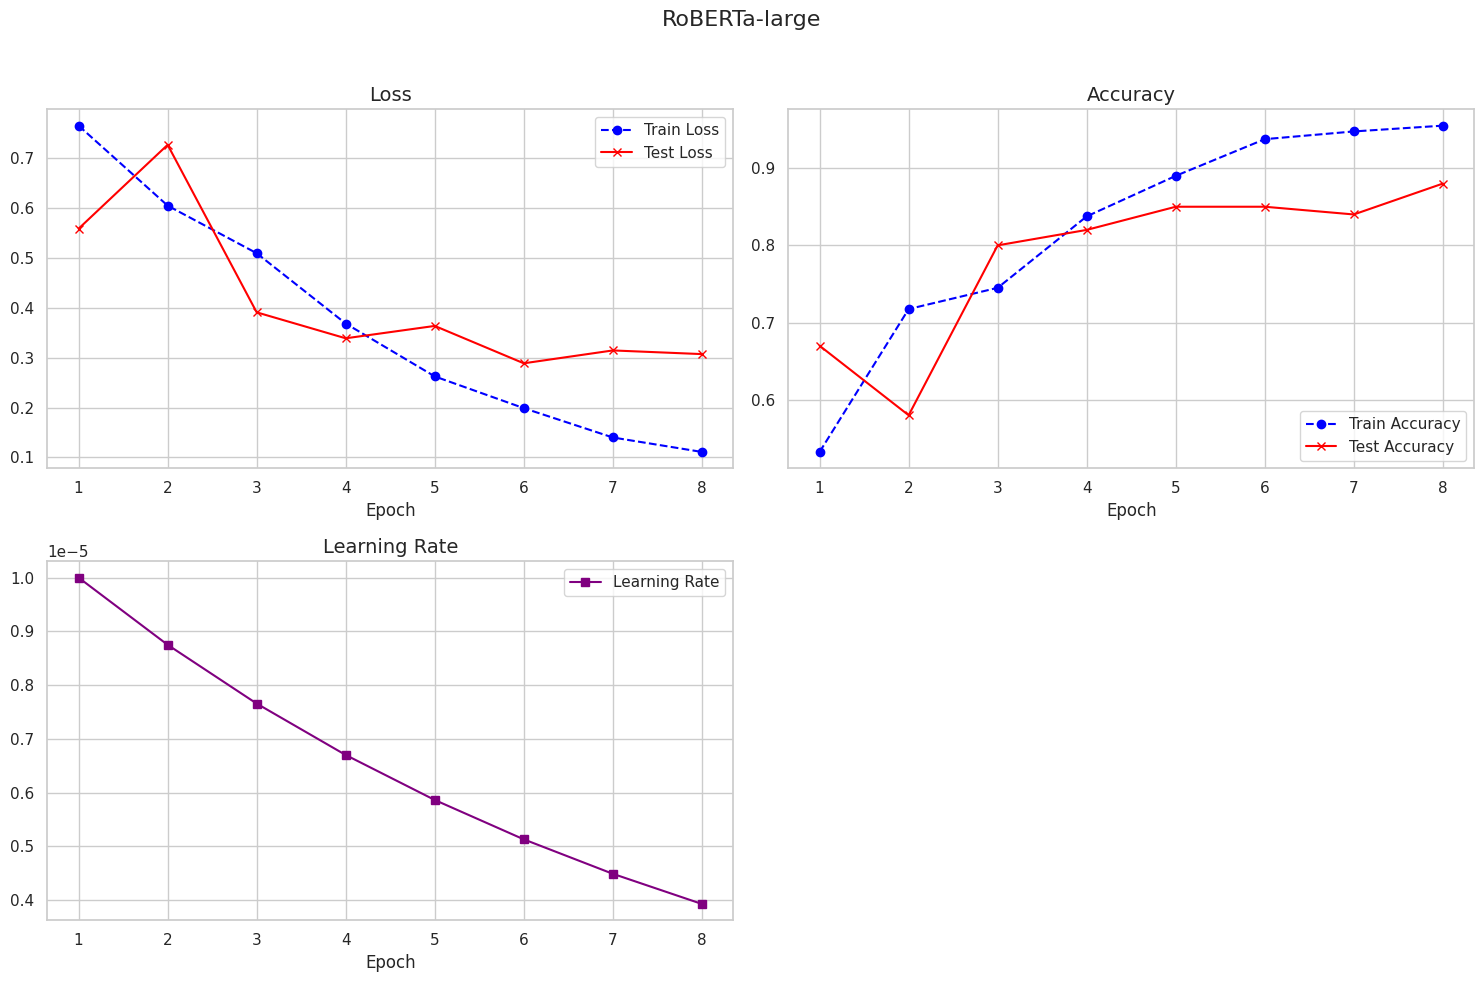 RoBERTa-large
Loss
Train Loss
Test Loss
0.7
0.6
0.5
0.4
0.3
0.2
0.1
1 2 3 4 5 6 7 8
Epoch
Accuracy
0.9
0.8
0.7
0.6
Train Accuracy
Test Accuracy
1 2 3 4 5 6 7 8
Epoch
Learning Rate
1e−5
Learning Rate
1.0
0.9
0.8
0.7
0.6
0.5
0.4
1 2 3 4 5 6 7 8
Epoch